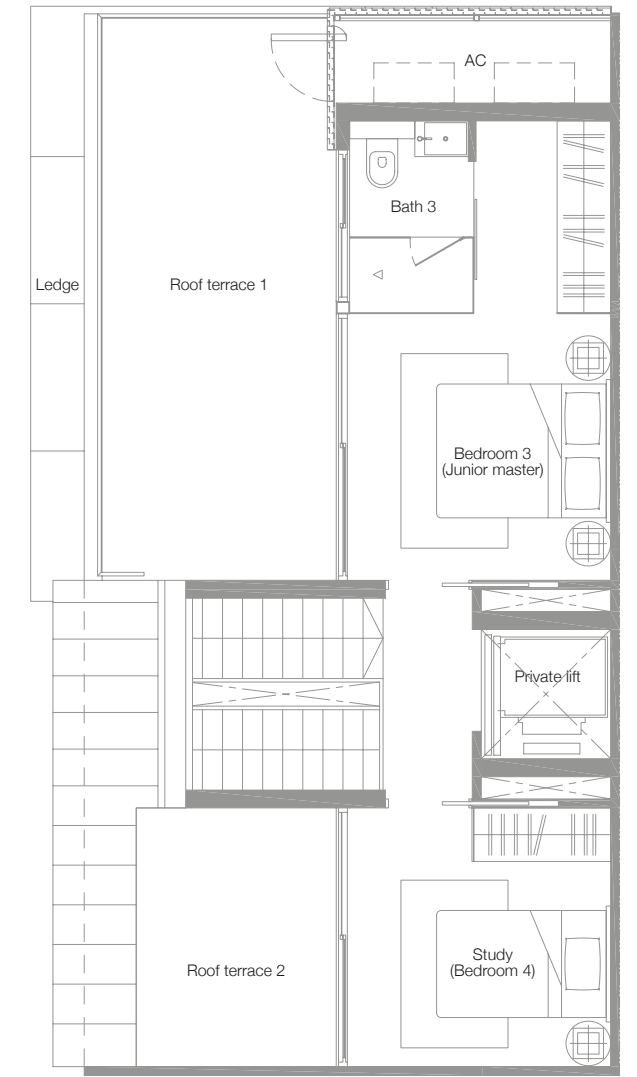 AC
Bath 3
Ledge
Roof terrace 1
Bedroom 3
(Junior master)
Private lift
Study
(Bedroom 4)
Roof terrace 2